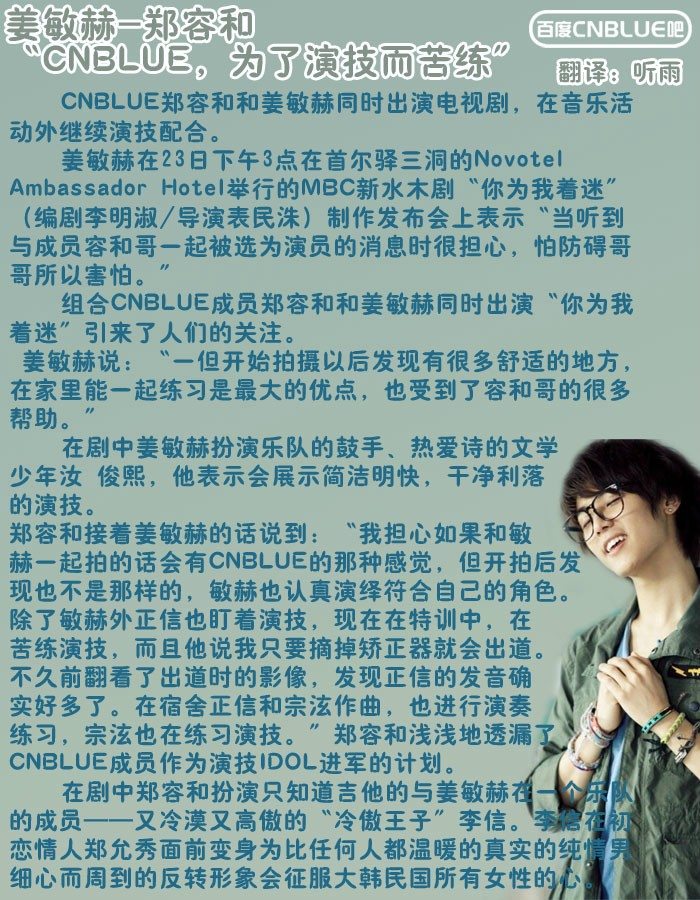 姜敏赫-郑容和
“CNBLUE，为了演技而苦练”
百度CNBLUE吧
翻译：听雨
CNBLUE郑容和和姜敏赫同时出演电视剧，在音乐活
动外继续演技配合。
姜敏赫在23日下午3点在首尔驿三洞的Novotel
Ambassador Hotel举行的MBC新水木剧“你为我着迷”
（编剧李明淑/导演表民洙）制作发布会上表示“当听到
与成员容和哥一起被选为演员的消息时很担心，怕防碍哥
哥所以害怕。”
组合CNBLUE成员郑容和和姜敏赫同时出演“你为我
着迷”引来了人们的关注。
姜敏赫说：“一但开始拍摄以后发现有很多舒适的地方，
在家里能一起练习是最大的优点，也受到了容和哥的很多
帮助。”
在剧中姜敏赫扮演乐队的鼓手、热爱诗的文学
少年汝 俊熙，他表示会展示简洁明快，干净利落
的演技。
郑容和接着姜敏赫的话说到：“我担心如果和敏
赫一起拍的话会有CNBLUE的那种感觉，但开拍后发
现也不是那样的，敏赫也认真演绎符合自己的角色。
除了敏赫外正信也盯着演技，现在在特训中，在
苦练演技，而且他说我只要摘掉矫正器就会出道。
不久前翻看了出道时的影像，发现正信的发音确
实好多了。在宿舍正信和宗泫作曲，也进行演奏
练习，宗泫也在练习演技。”郑容和浅浅地透漏了
CNBLUE成员作为演技IDOL进军的计划。
在剧中郑容和扮演只知道吉他的与姜敏赫在一个乐队
的成员——又冷漠又高傲的“冷傲王子”李信。李信在初
恋情人郑允秀面前变身为比任何人都温暖的真实的纯情男
细心而周到的反转形象会征服大韩民国所有女性的心。